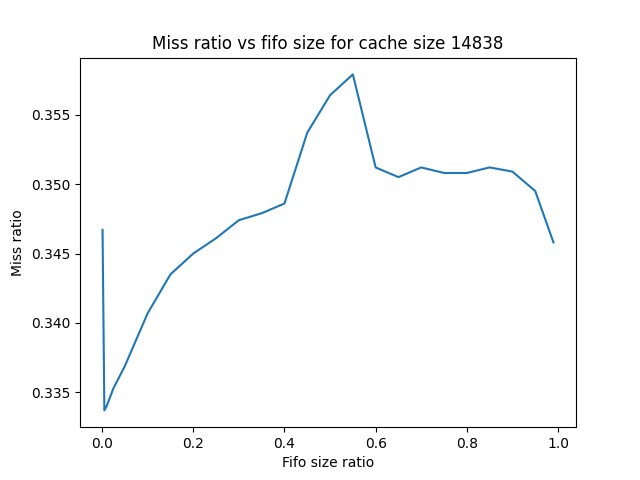 Miss ratio vs fifo size for cache size 14838
0.355
0.350
0.345
0.340
0.335
Miss ratio
0.0 0.2 0.4 0.6 0.8 1.0
Fifo size ratio